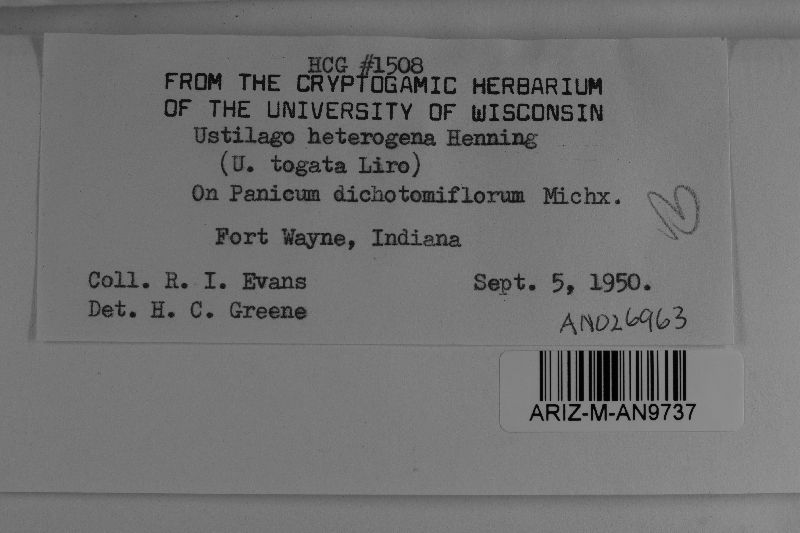 HCG #1508
FROM THE CRYPTOGAMIC HERBARIUM
OF THE UNIVERSITY OF WISCONSIN
Ustilago heterogena Henning
(U. togata Liro)
On Panicum dichotomiflorum Michx.
Fort Wayne, Indiana
Coll. R. I. Evans
Sept. 5, 1950.
Det. H. C. Greene
AN026963
ARIZ-M-AN9737